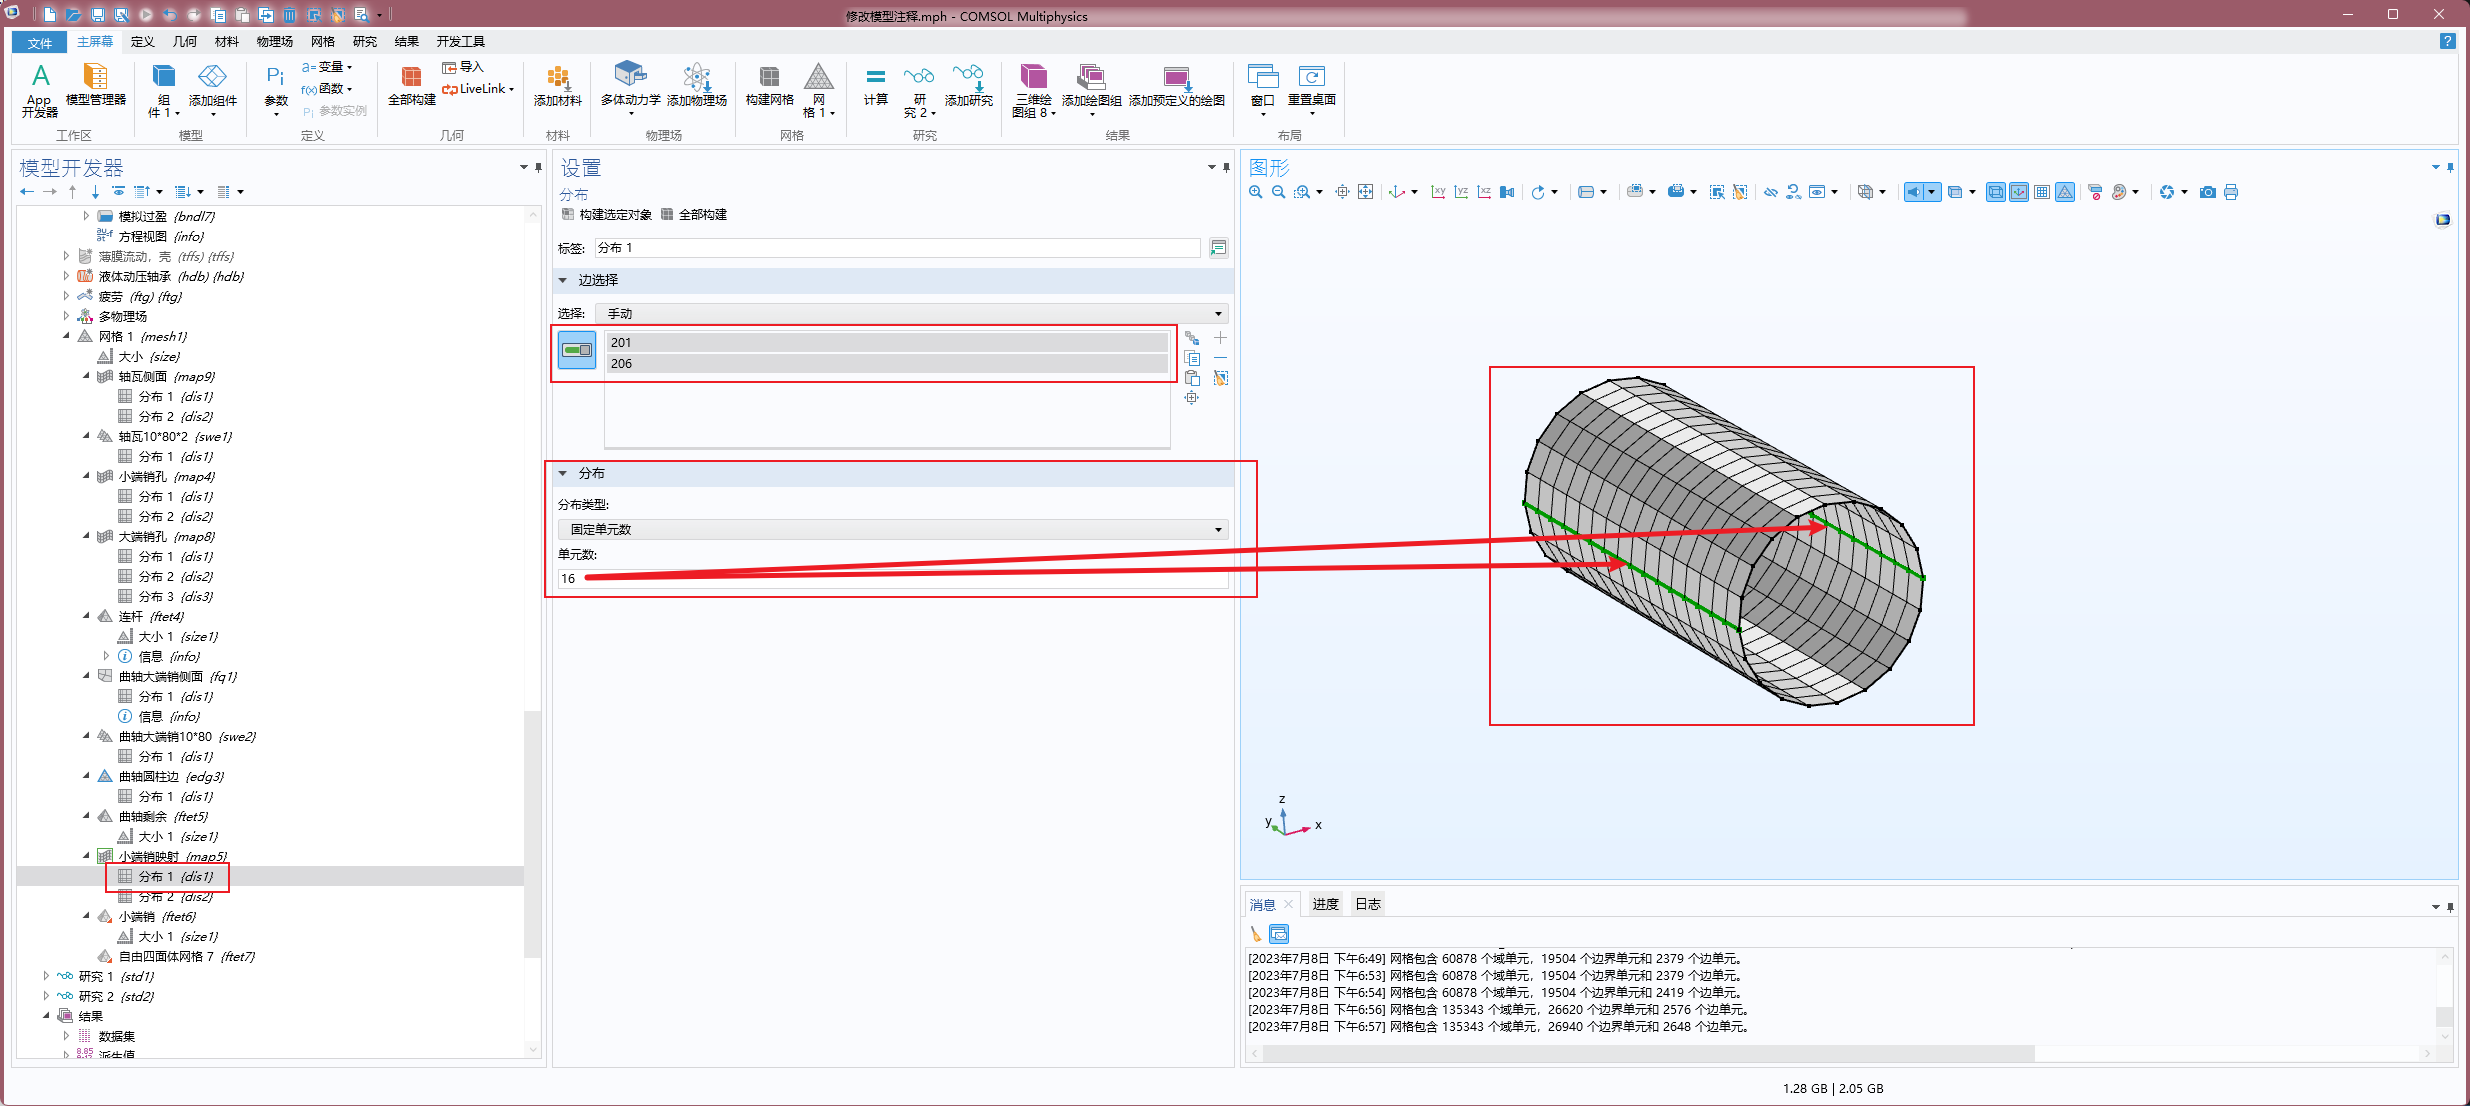 修改模型注释.mph - COMSOL Multiphysics
文件 主屏幕 定义 几何 材料 物理场 网格 研究 结果 开发工具
?
App 开发器
模型管理器
工作区
组件 1
添加组件
模型
Pi
参数
a= 变量
f(x) 函数
Pi 参数实例
定义
全部构建
导入
LiveLink
几何
添加材料
材料
多体动力学
添加物理场
物理场
构建网格
网格 1
网格
计算
研究 2
添加研究
研究
三维绘图组 8
添加绘图组
添加预定义的绘图
结果
窗口
重置桌面
布局
模型开发器
模拟过盈 {bndl7}
方程视图 {info}
薄膜流动，壳 (tffs) {tffs}
液体动压轴承 (hdb) {hdb}
疲劳 (ftg) {ftg}
多物理场
网格 1 {mesh1}
大小 {size}
轴瓦侧面 {map9}
分布 1 {dis1}
分布 2 {dis2}
轴瓦10*80*2 {swe1}
分布 1 {dis1}
小端销孔 {map4}
分布 1 {dis1}
分布 2 {dis2}
大端销孔 {map8}
分布 1 {dis1}
分布 2 {dis2}
分布 3 {dis3}
连杆 {ftet4}
大小 1 {size1}
信息 {info}
曲轴大端销侧面 {fq1}
分布 1 {dis1}
信息 {info}
曲轴大端销10*80 {swe2}
分布 1 {dis1}
曲轴圆柱边 {edg3}
分布 1 {dis1}
曲轴剩余 {ftet5}
大小 1 {size1}
小端销映射 {map5}
分布 1 {dis1}
分布 2 {dis2}
小端销 {ftet6}
大小 1 {size1}
自由四面体网格 7 {ftet7}
研究 1 {std1}
研究 2 {std2}
结果
数据集
派生值
设置
分布
构建选定对象 全部构建
标签: 分布 1
边选择
选择: 手动
201
206
分布
分布类型:
固定单元数
单元数:
16
图形
xy yz xz
z
y
x
消息 进度 日志
[2023年7月8日 下午6:49] 网格包含 60878 个域单元，19504 个边界单元和 2379 个边单元。
[2023年7月8日 下午6:53] 网格包含 60878 个域单元，19504 个边界单元和 2379 个边单元。
[2023年7月8日 下午6:54] 网格包含 60878 个域单元，19504 个边界单元和 2419 个边单元。
[2023年7月8日 下午6:56] 网格包含 135343 个域单元，26620 个边界单元和 2576 个边单元。
[2023年7月8日 下午6:57] 网格包含 135343 个域单元，26940 个边界单元和 2648 个边单元。
1.28 GB | 2.05 GB